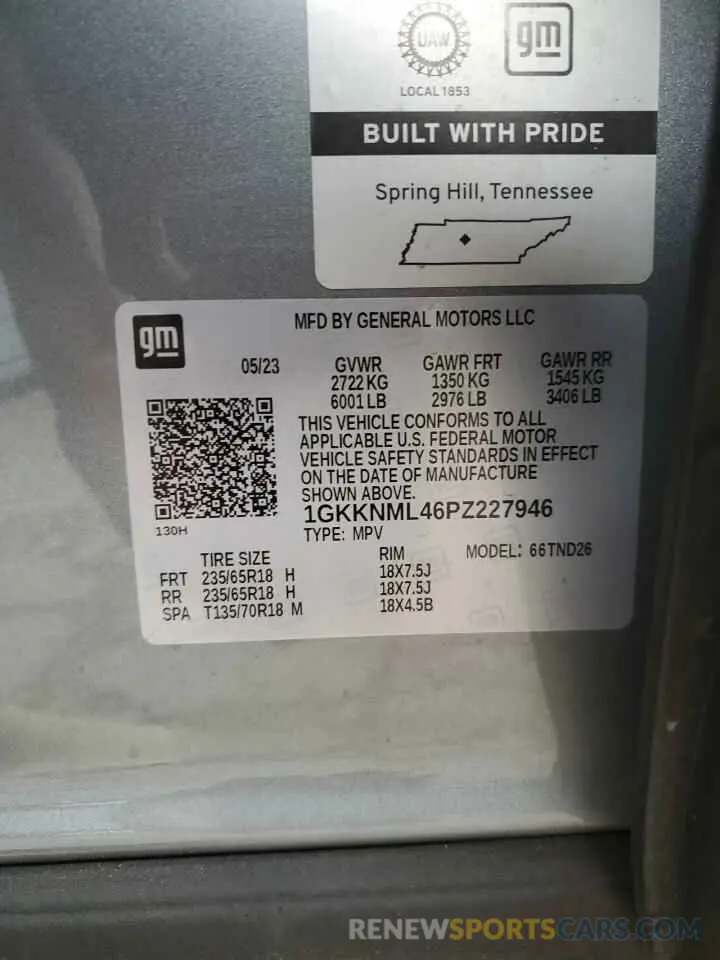 UAW
gm
LOCAL 1853
BUILT WITH PRIDE
Spring Hill, Tennessee
gm
MFD BY GENERAL MOTORS LLC
05/23
GVWR GAWR FRT GAWR RR
2722 KG 1350 KG 1545 KG
6001 LB 2976 LB 3406 LB
THIS VEHICLE CONFORMS TO ALL
APPLICABLE U.S. FEDERAL MOTOR
VEHICLE SAFETY STANDARDS IN EFFECT
ON THE DATE OF MANUFACTURE
SHOWN ABOVE.
1GKKNML46PZ227946
130H
TYPE: MPV
MODEL: 66TND26
TIRE SIZE RIM
FRT 235/65R18 H 18X7.5J
RR 235/65R18 H 18X7.5J
SPA T135/70R18 M 18X4.5B
RENEWSPORTSCARS.COM